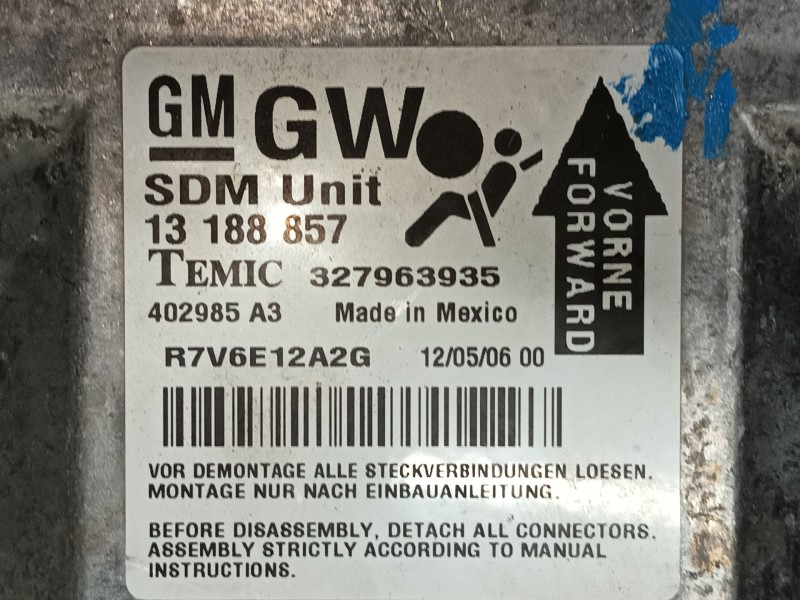 GM GW
SDM Unit
13 188 857
TEMIC 327963935
402985 A3 Made in Mexico
R7V6E12A2G 12/05/06 00
VORNE
FORWARD
VOR DEMONTAGE ALLE STECKVERBINDUNGEN LOESEN.
MONTAGE NUR NACH EINBAUANLEITUNG.
BEFORE DISASSEMBLY, DETACH ALL CONNECTORS.
ASSEMBLY STRICTLY ACCORDING TO MANUAL
INSTRUCTIONS.